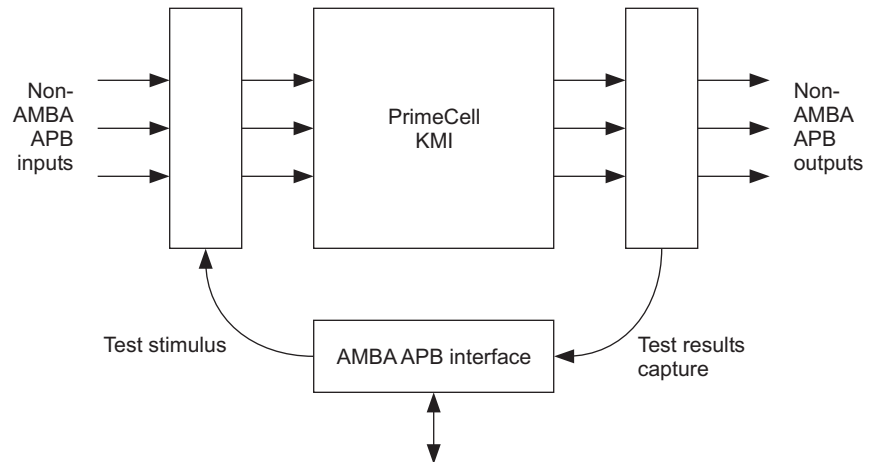 Non-
AMBA
APB
inputs
PrimeCell
KMI
Non-
AMBA
APB
outputs
Test stimulus
AMBA APB interface
Test results
capture